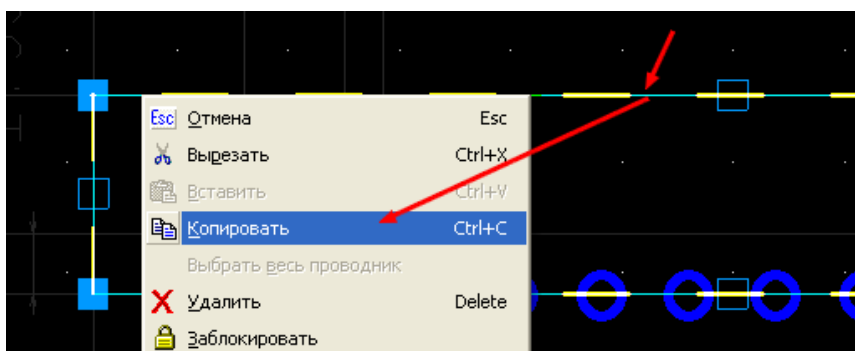 Esc Отмена Esc
Вырезать Ctrl+X
Вставить Ctrl+V
Копировать Ctrl+C
Выбрать весь проводник
Удалить Delete
Заблокировать